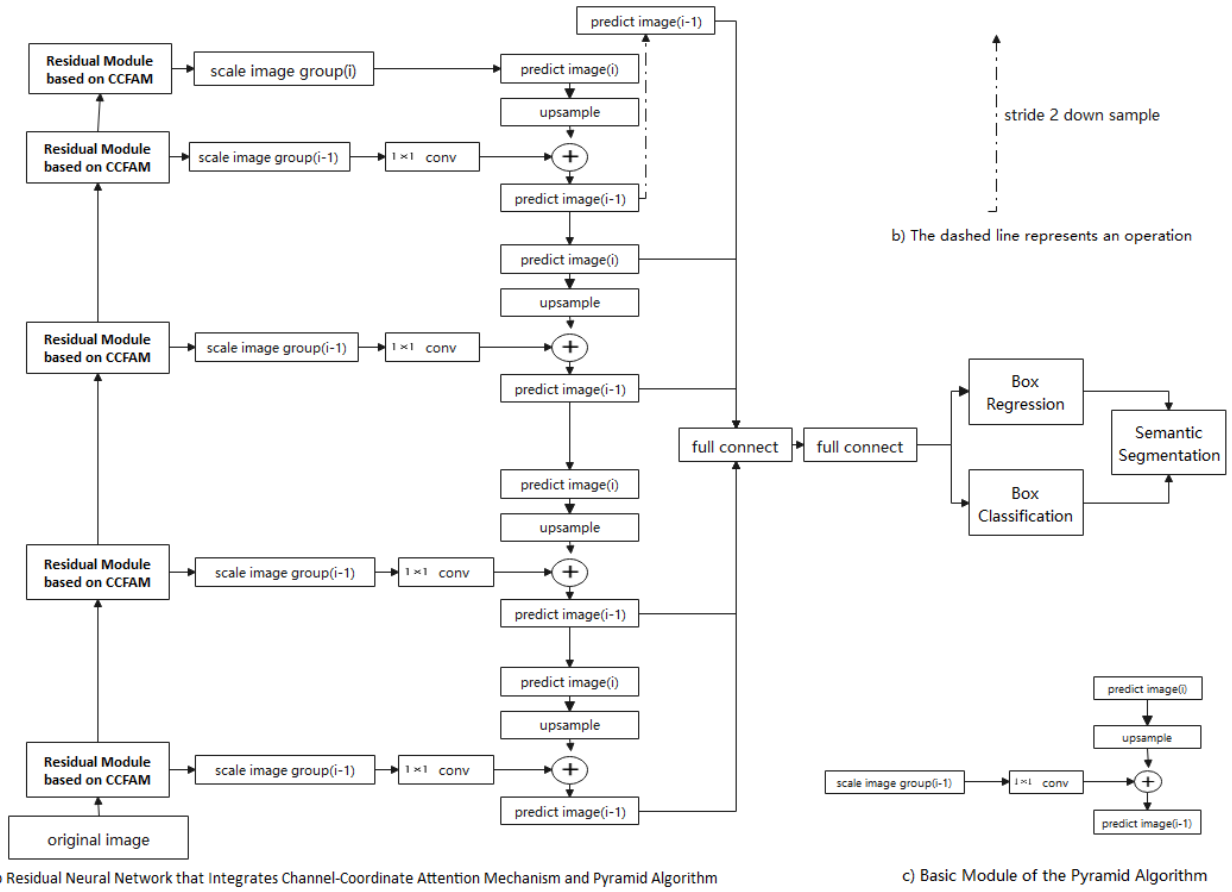 predict image(i-1)
Residual Module
based on CCFAM
scale image group(i)
predict image(i)
upsample
Residual Module
based on CCFAM
scale image group(i-1)
1×1 conv
+
predict image(i-1)
predict image(i)
upsample
Residual Module
based on CCFAM
scale image group(i-1)
1×1 conv
+
predict image(i-1)
predict image(i)
upsample
Residual Module
based on CCFAM
scale image group(i-1)
1×1 conv
+
predict image(i-1)
predict image(i)
upsample
Residual Module
based on CCFAM
scale image group(i-1)
1×1 conv
+
predict image(i-1)
original image
full connect
full connect
Box
Regression
Box
Classification
Semantic
Segmentation
stride 2 down sample
b) The dashed line represents an operation
predict image(i)
upsample
scale image group(i-1)
1×1 conv
+
predict image(i-1)
Residual Neural Network that Integrates Channel-Coordinate Attention Mechanism and Pyramid Algorithm
c) Basic Module of the Pyramid Algorithm